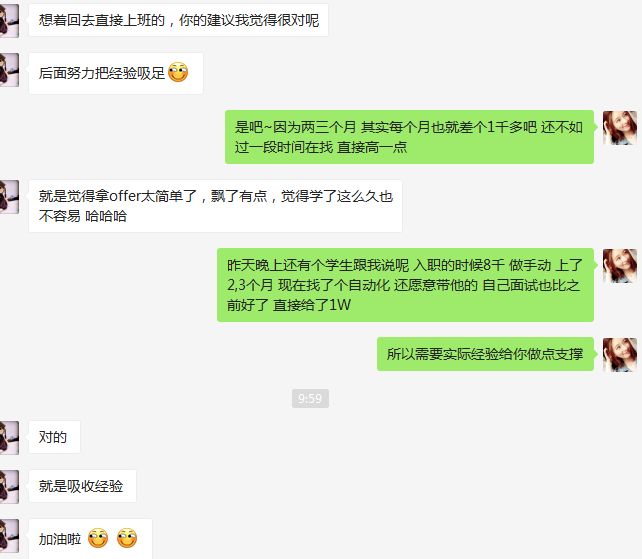 想着回去直接上班的，你的建议我觉得很对呢
后面努力把经验吸足
是吧~因为两三个月 其实每个月也就差个1千多吧 还不如
过一段时间在找 直接高一点
就是觉得拿offer太简单了，飘了有点，觉得学了这么久也
不容易 哈哈哈
昨天晚上还有个学生跟我说呢 入职的时候8千 做手动 上了
2,3个月 现在找了个自动化 还愿意带他的 自己面试也比之
前好了 直接给了1W
所以需要实际经验给你做点支撑
9:59
对的
就是吸收经验
加油啦